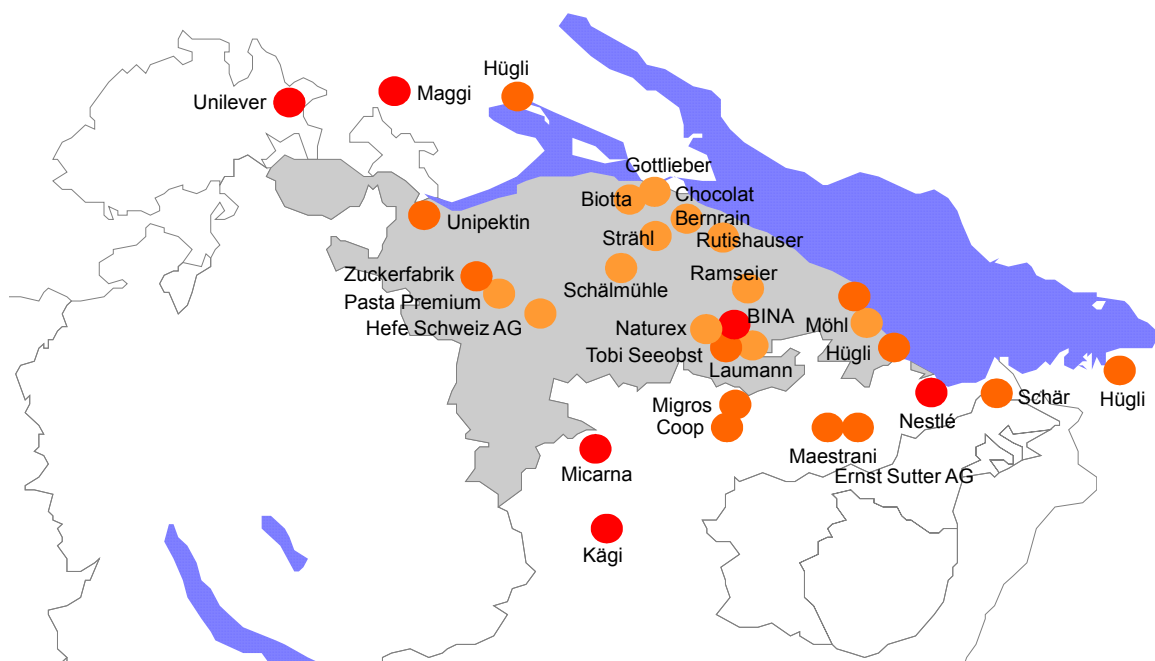 Hügli
Unilever
Maggi
Gottlieber
Biotta
Chocolat
Bernrain
Unipektin
Strähl
Rutishauser
Zuckerfabrik
Ramseier
Schälmühle
Pasta Premium
Hefe Schweiz AG
Naturex
BINA
Möhl
Tobi Seeobst
Hügli
Laumann
Schär
Hügli
Migros
Nestlé
Coop
Maestrani
Micarna
Ernst Sutter AG
Kägi